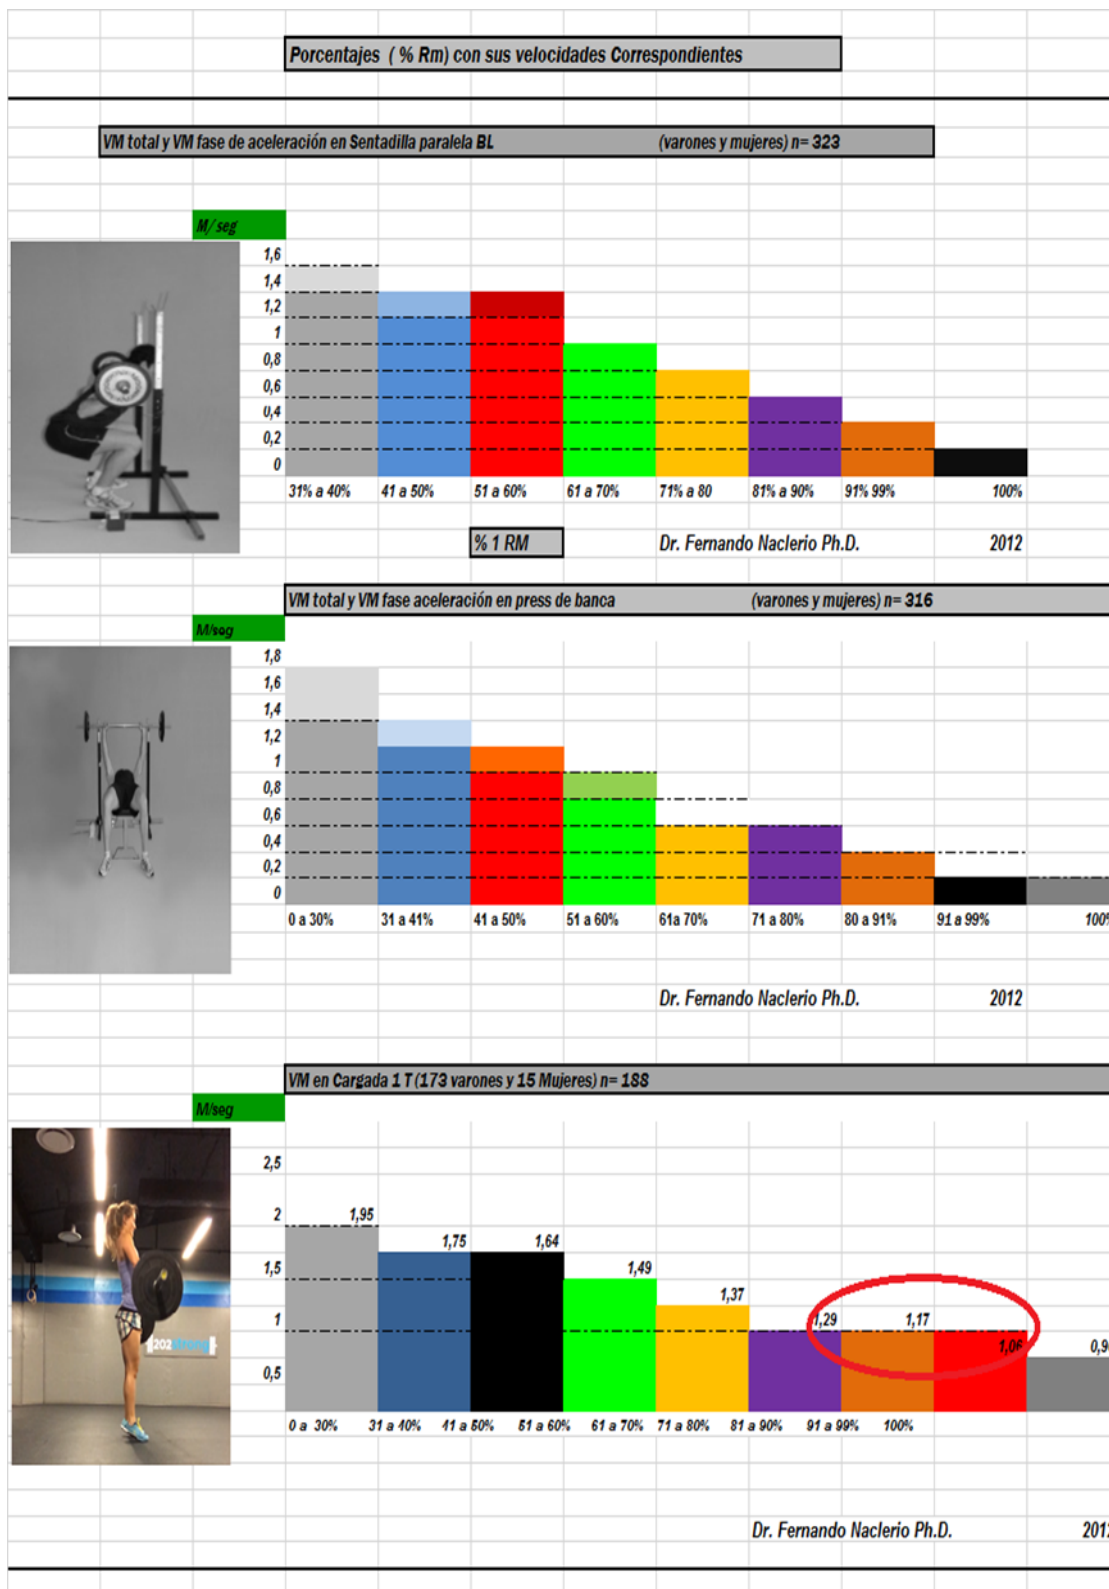 Porcentajes ( % Rm) con sus velocidades Correspondientes
VM total y VM fase de aceleración en Sentadilla paralela BL (varones y mujeres) n= 323
M/ seg
1,6
1,4
1,2
1
0,8
0,6
0,4
0,2
0
31% a 40% 41 a 50% 51 a 60% 61 a 70% 71% a 80 81% a 90% 91% 99% 100%
% 1 RM Dr. Fernando Naclerio Ph.D. 2012
VM total y VM fase aceleración en press de banca (varones y mujeres) n= 316
M/seg
1,8
1,6
1,4
1,2
1
0,8
0,6
0,4
0,2
0
0 a 30% 31 a 41% 41 a 50% 51 a 60% 61a 70% 71 a 80% 80 a 91% 91 a 99% 100%
Dr. Fernando Naclerio Ph.D. 2012
VM en Cargada 1 T (173 varones y 15 Mujeres) n= 188
M/seg
2,5
2
1,5
1
0,5
1,95
1,75
1,64
1,49
1,37
1,29
1,17
1,06
202strong
0 a 30% 31 a 40% 41 a 50% 51 a 60% 61 a 70% 71 a 80% 81 a 90% 91 a 99% 100%
Dr. Fernando Naclerio Ph.D. 2012